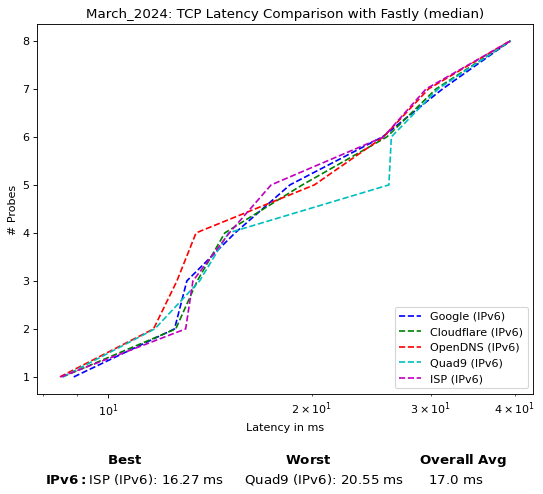 March_2024: TCP Latency Comparison with Fastly (median)
8
7
6
5
4
3
2
1
# Probes
Google (IPv6)
Cloudflare (IPv6)
OpenDNS (IPv6)
Quad9 (IPv6)
ISP (IPv6)
10¹ 2 × 10¹ 3 × 10¹ 4 × 10¹
Latency in ms
Best Worst Overall Avg
IPv6: ISP (IPv6): 16.27 ms Quad9 (IPv6): 20.55 ms 17.0 ms